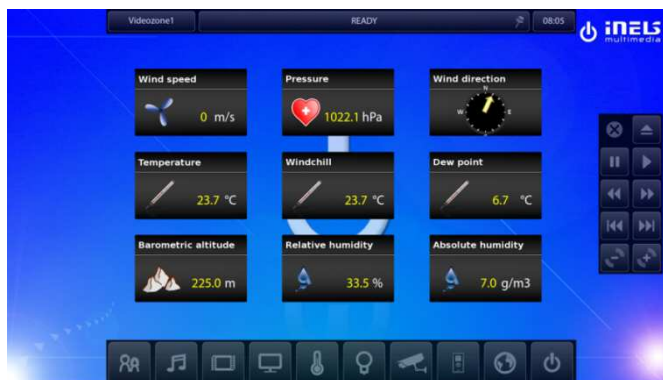 Videozone1
READY
08:05
iNELS
multimedia
Wind speed
0 m/s
Pressure
1022.1 hPa
Wind direction
N
W E
S
Temperature
23.7 °C
Windchill
23.7 °C
Dew point
6.7 °C
Barometric altitude
225.0 m
Relative humidity
33.5 %
Absolute humidity
7.0 g/m3